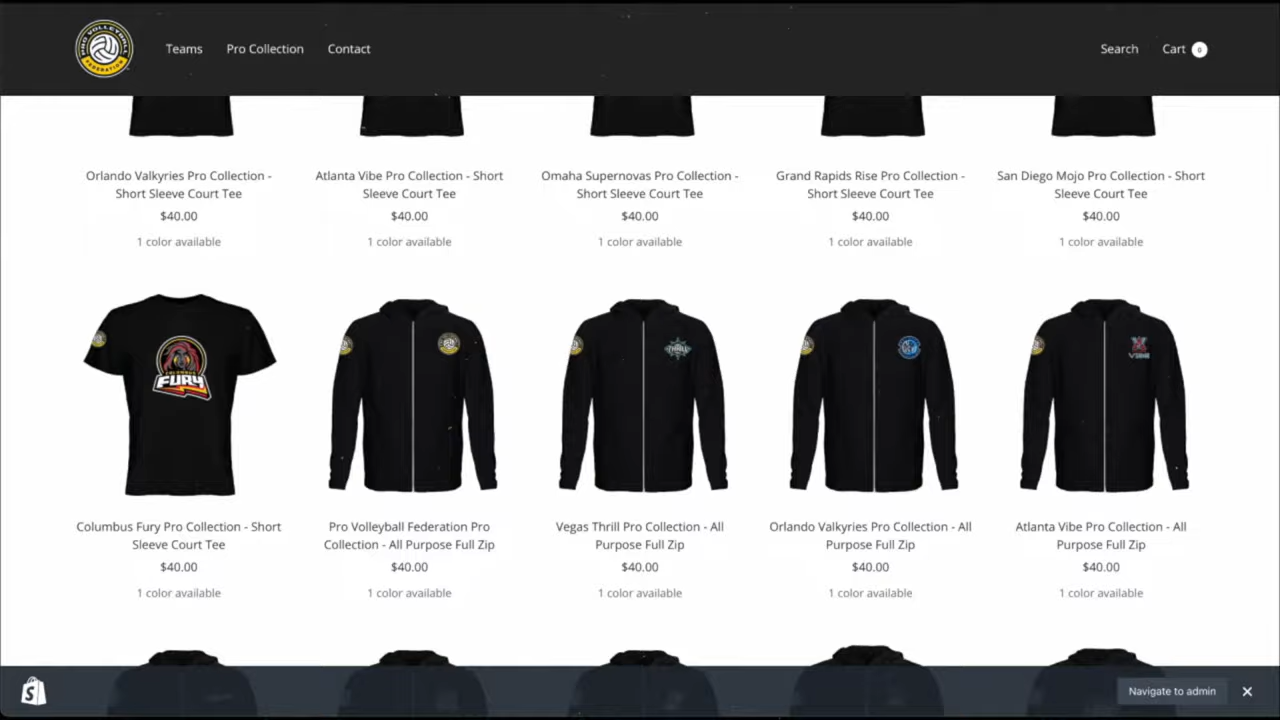 PRO VOLLEYBALL
FEDERATION
Teams
Pro Collection
Contact
Search
Cart 0
Orlando Valkyries Pro Collection -
Short Sleeve Court Tee
$40.00
1 color available
Atlanta Vibe Pro Collection - Short
Sleeve Court Tee
$40.00
1 color available
Omaha Supernovas Pro Collection -
Short Sleeve Court Tee
$40.00
1 color available
Grand Rapids Rise Pro Collection -
Short Sleeve Court Tee
$40.00
1 color available
San Diego Mojo Pro Collection - Short
Sleeve Court Tee
$40.00
1 color available
COLUMBUS
FURY
THRILL
VIBE
Columbus Fury Pro Collection - Short
Sleeve Court Tee
$40.00
1 color available
Pro Volleyball Federation Pro
Collection - All Purpose Full Zip
$40.00
1 color available
Vegas Thrill Pro Collection - All
Purpose Full Zip
$40.00
1 color available
Orlando Valkyries Pro Collection - All
Purpose Full Zip
$40.00
1 color available
Atlanta Vibe Pro Collection - All
Purpose Full Zip
$40.00
1 color available
Navigate to admin